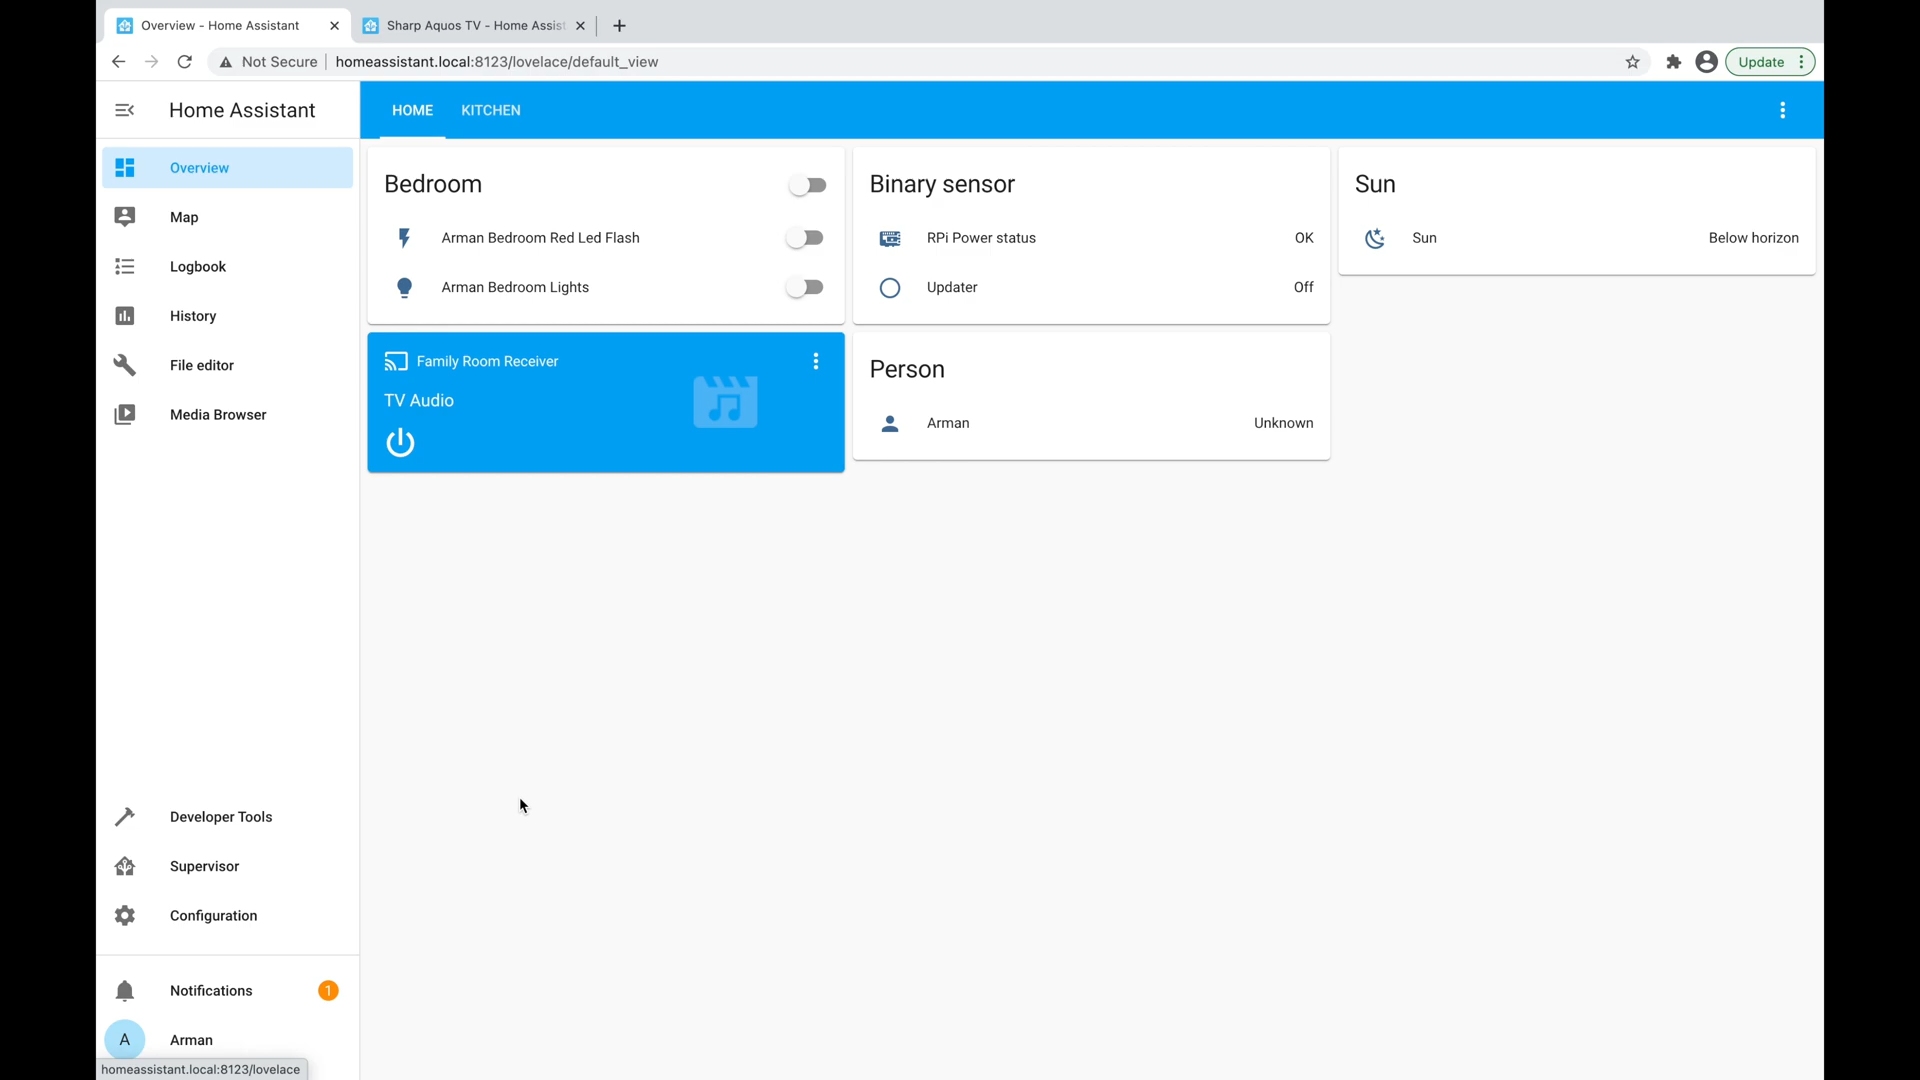 Overview - Home Assistant
Sharp Aquos TV - Home Assist
Not Secure
homeassistant.local:8123/lovelace/default_view
Update
Home Assistant
HOME
KITCHEN
Overview
Map
Logbook
History
File editor
Media Browser
Developer Tools
Supervisor
Configuration
Notifications
1
A
Arman
homeassistant.local:8123/lovelace
Bedroom
Arman Bedroom Red Led Flash
Arman Bedroom Lights
Family Room Receiver
TV Audio
Binary sensor
RPi Power status
OK
Updater
Off
Person
Arman
Unknown
Sun
Sun
Below horizon